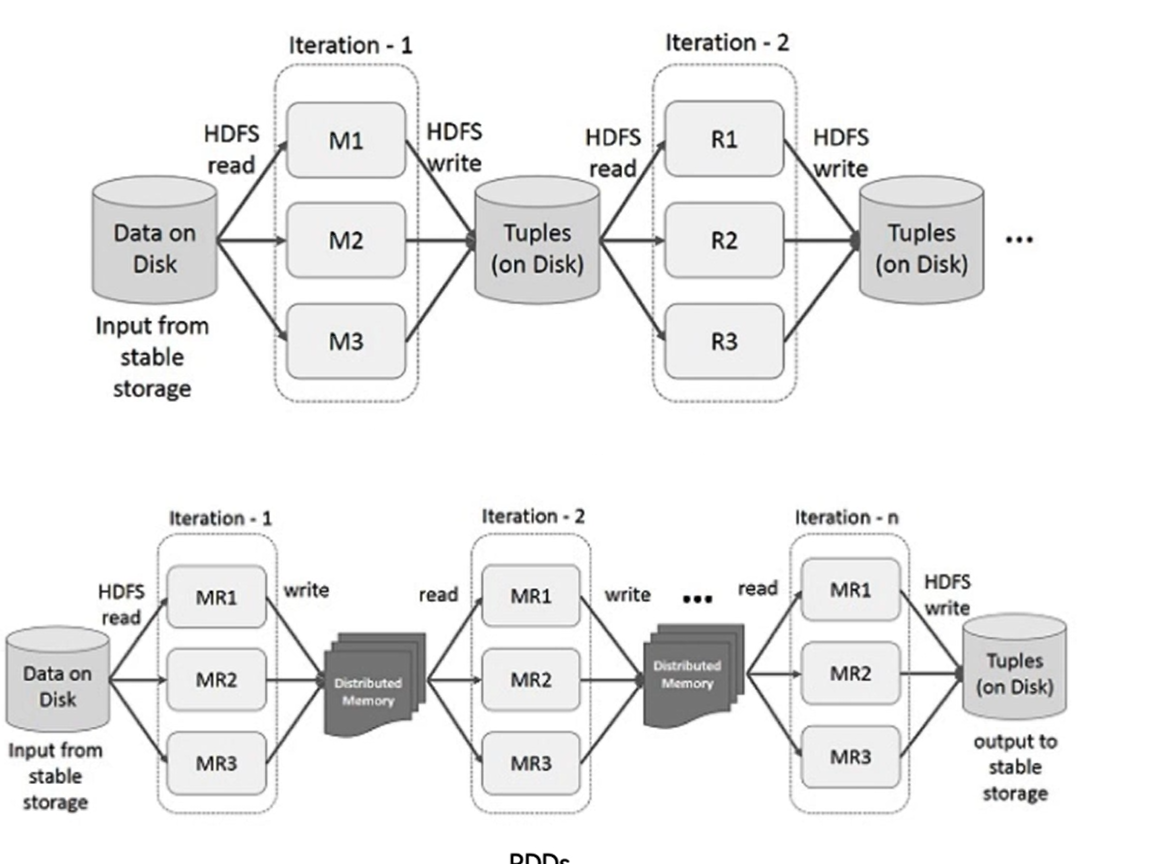 Iteration - 1
Iteration - 2
HDFS
read
M1
HDFS
write
HDFS
read
R1
HDFS
write
Data on
Disk
M2
Tuples
(on Disk)
R2
Tuples
(on Disk)
...
Input from
stable
storage
M3
R3
Iteration - 1
Iteration - 2
Iteration - n
HDFS
read
MR1
write
read
MR1
write
...
read
MR1
HDFS
write
Data on
Disk
MR2
Distributed
Memory
MR2
Distributed
Memory
MR2
Tuples
(on Disk)
Input from
stable
storage
MR3
MR3
MR3
output to
stable
storage
RDDs